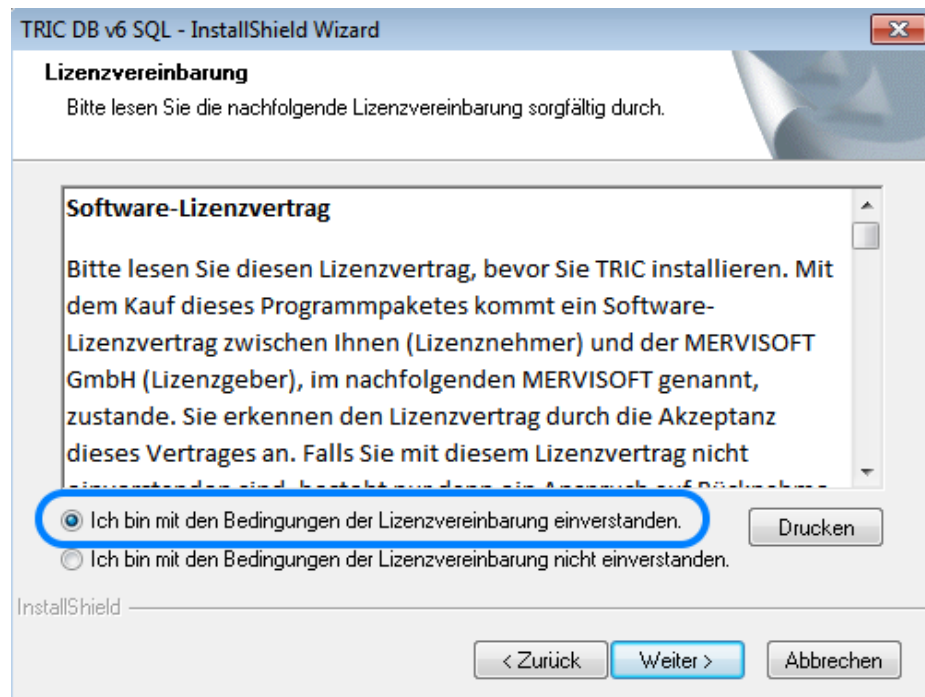 TRIC DB v6 SQL - InstallShield Wizard
Lizenzvereinbarung
Bitte lesen Sie die nachfolgende Lizenzvereinbarung sorgfältig durch.
Software-Lizenzvertrag
Bitte lesen Sie diesen Lizenzvertrag, bevor Sie TRIC installieren. Mit
dem Kauf dieses Programmpaketes kommt ein Software-
Lizenzvertrag zwischen Ihnen (Lizenznehmer) und der MERVISOFT
GmbH (Lizenzgeber), im nachfolgenden MERVISOFT genannt,
zustande. Sie erkennen den Lizenzvertrag durch die Akzeptanz
dieses Vertrages an. Falls Sie mit diesem Lizenzvertrag nicht
Ich bin mit den Bedingungen der Lizenzvereinbarung einverstanden.
Drucken
Ich bin mit den Bedingungen der Lizenzvereinbarung nicht einverstanden.
InstallShield
< Zurück
Weiter >
Abbrechen